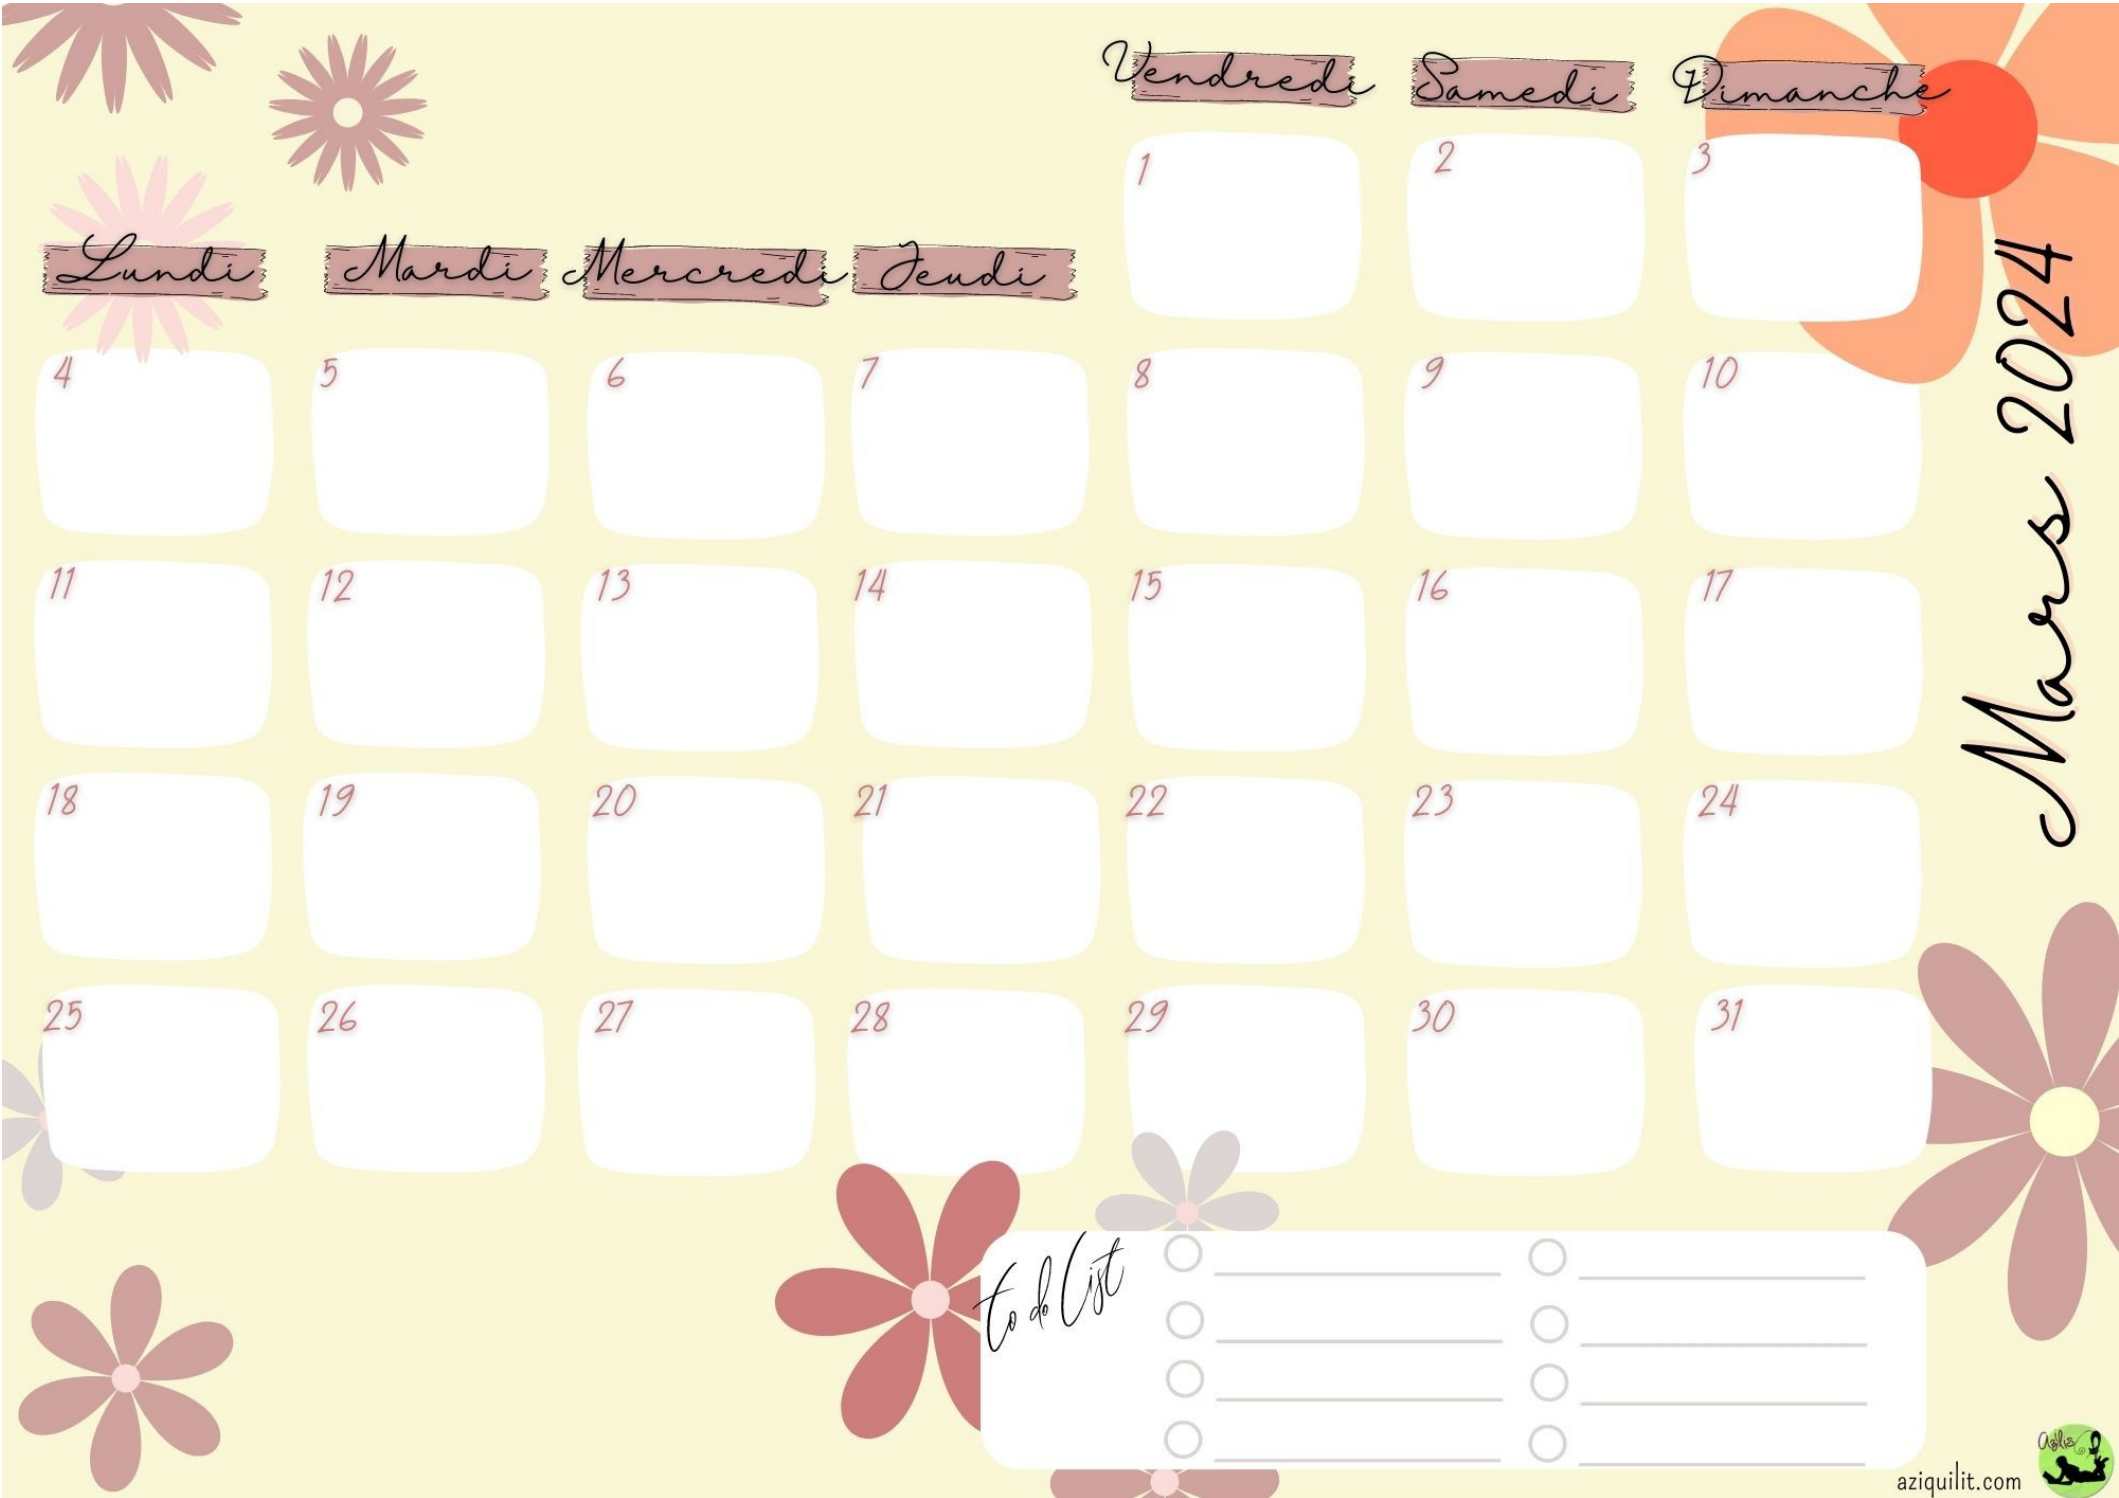 Vendredi Samedi Dimanche
1 2 3
Lundi Mardi Mercredi Jeudi
4 5 6 7 8 9 10
11 12 13 14 15 16 17
18 19 20 21 22 23 24
25 26 27 28 29 30 31
Mars 2024
to do list
Azilis
aziquilit.com